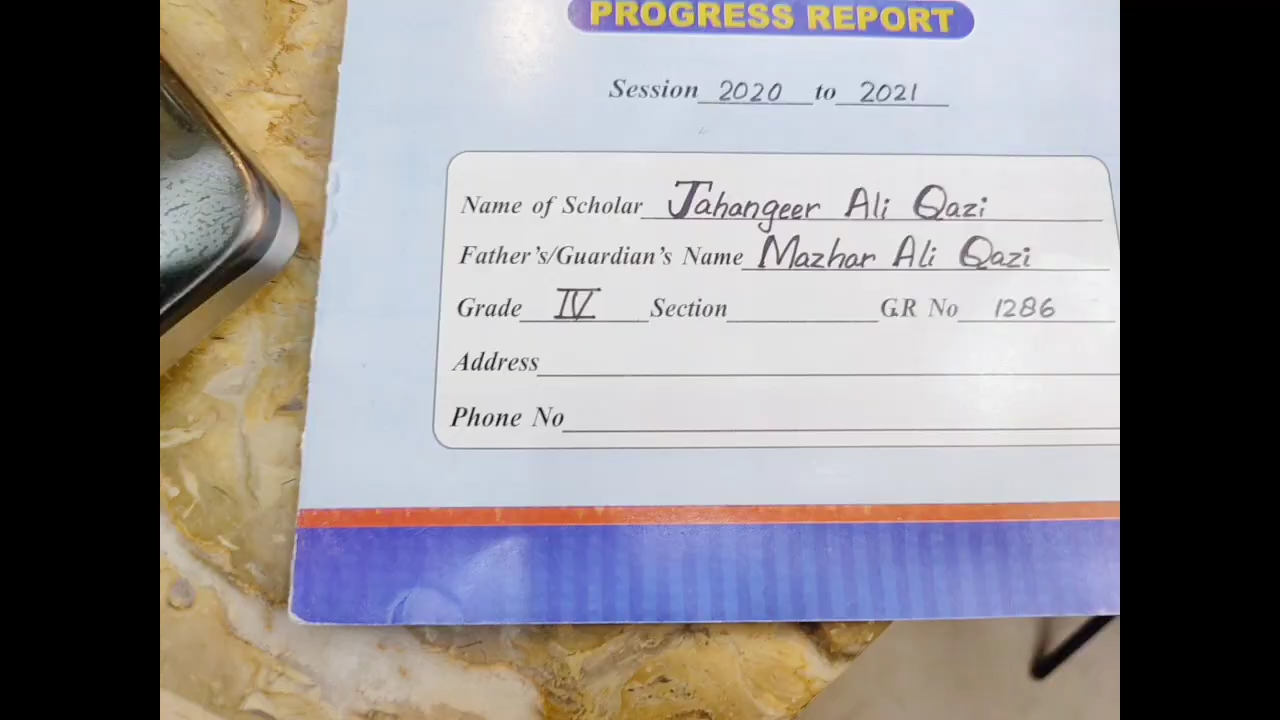 PROGRESS REPORT
Session 2020 to 2021
Name of Scholar Jahangeer Ali Qazi
Father's/Guardian's Name Mazhar Ali Qazi
Grade IV Section G.R No 1286
Address
Phone No